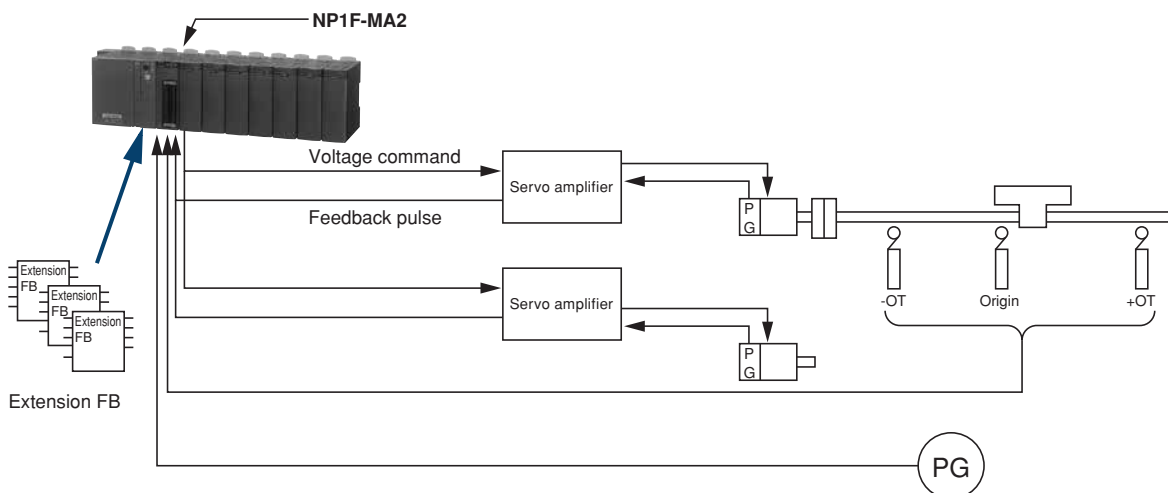 NP1F-MA2
Voltage command
Servo amplifier
Feedback pulse
P
G
-OT
Origin
+OT
Extension
FB
Extension
FB
Extension
FB
Servo amplifier
P
G
Extension FB
PG